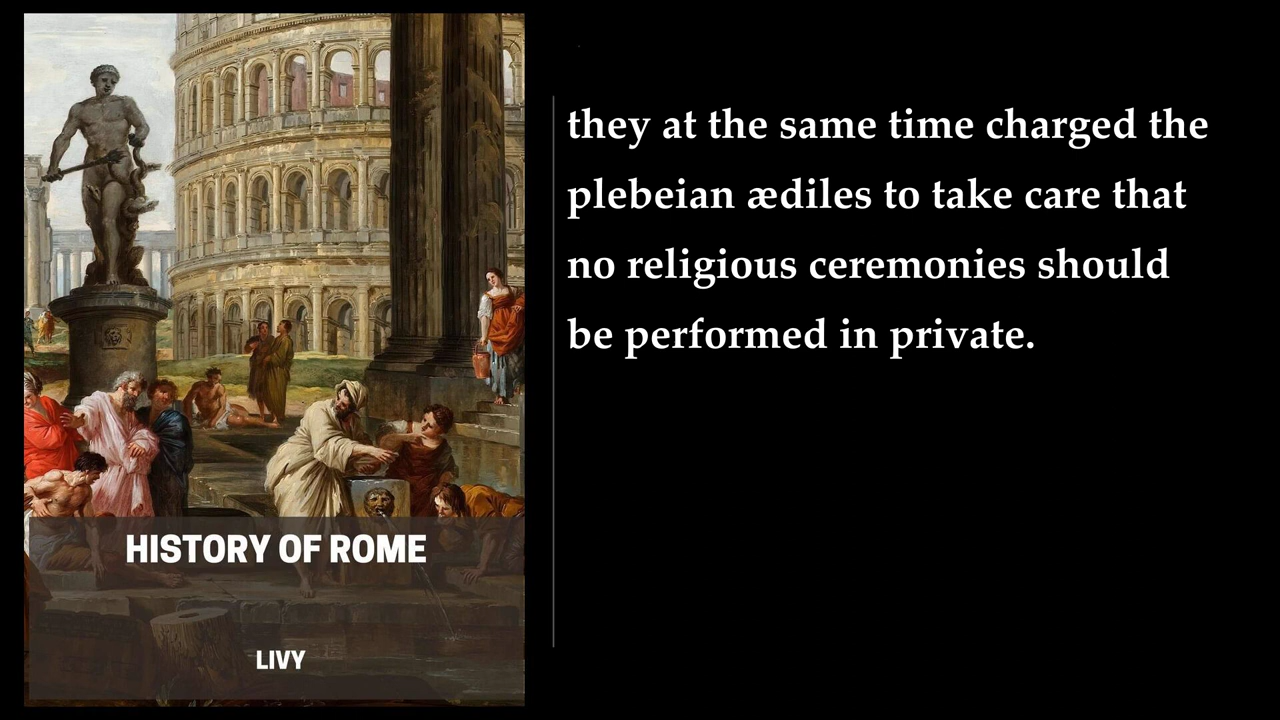 they at the same time charged the
plebeian ædiles to take care that
no religious ceremonies should
be performed in private.
HISTORY OF ROME
LIVY